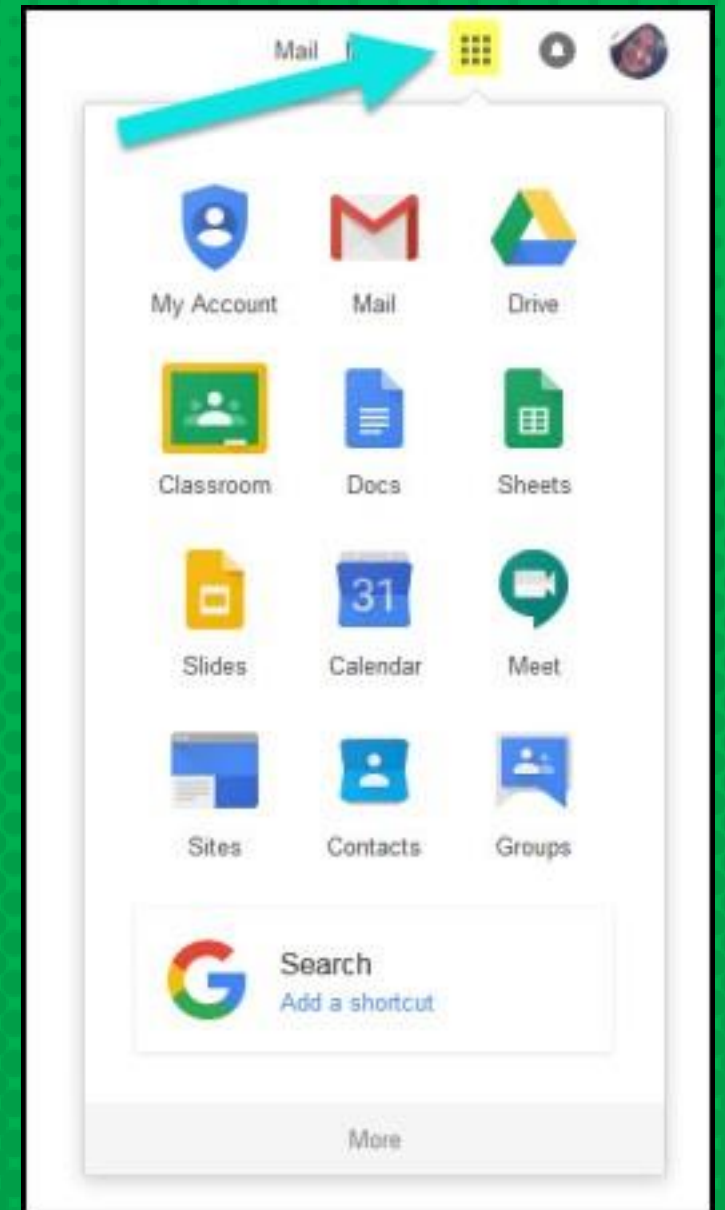 Mail
My Account Mail Drive
Classroom Docs Sheets
31
Slides Calendar Meet
Sites Contacts Groups
G Search
Add a shortcut
More